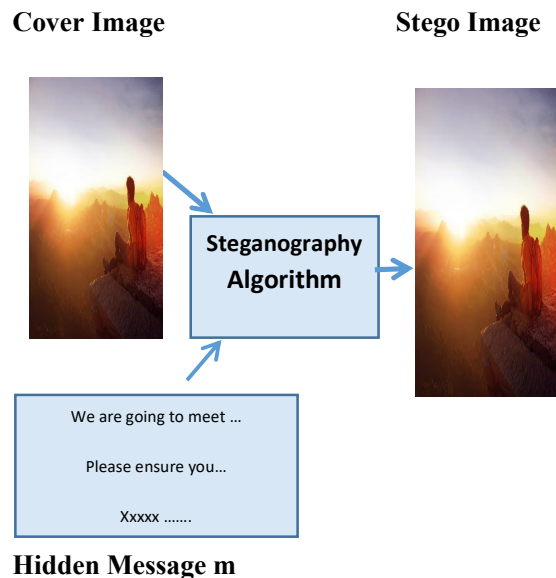 Cover Image
Stego Image
Steganography
Algorithm
We are going to meet ...
Please ensure you...
Xxxxx .......
Hidden Message m